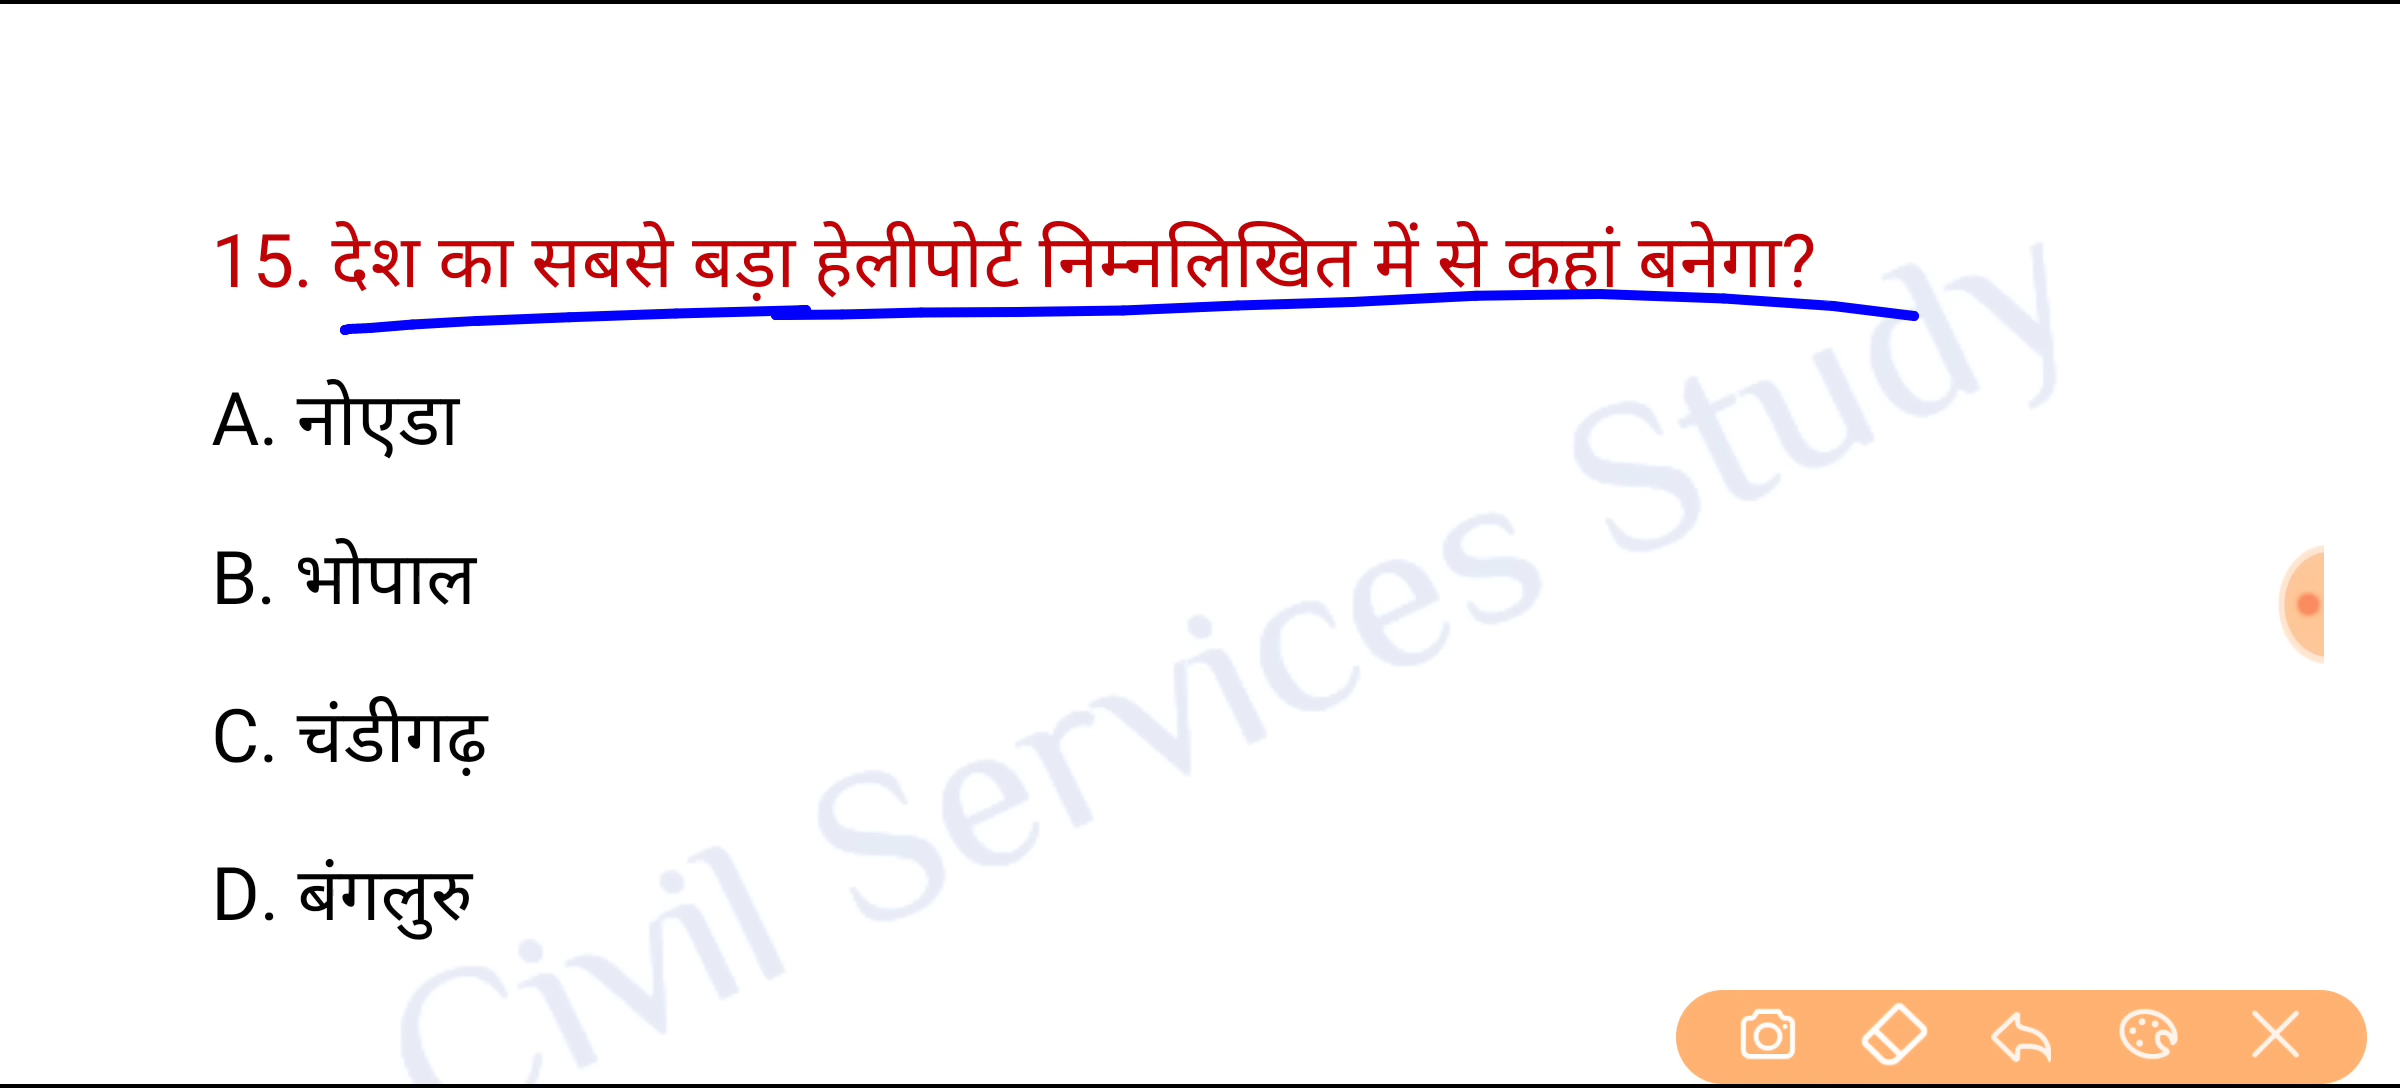 15. देश का सबसे बड़ा हेलीपोर्ट निम्नलिखित में से कहां बनेगा?
A. नोएडा
B. भोपाल
C. चंडीगढ़
D. बंगलुरु
Civil Services Study